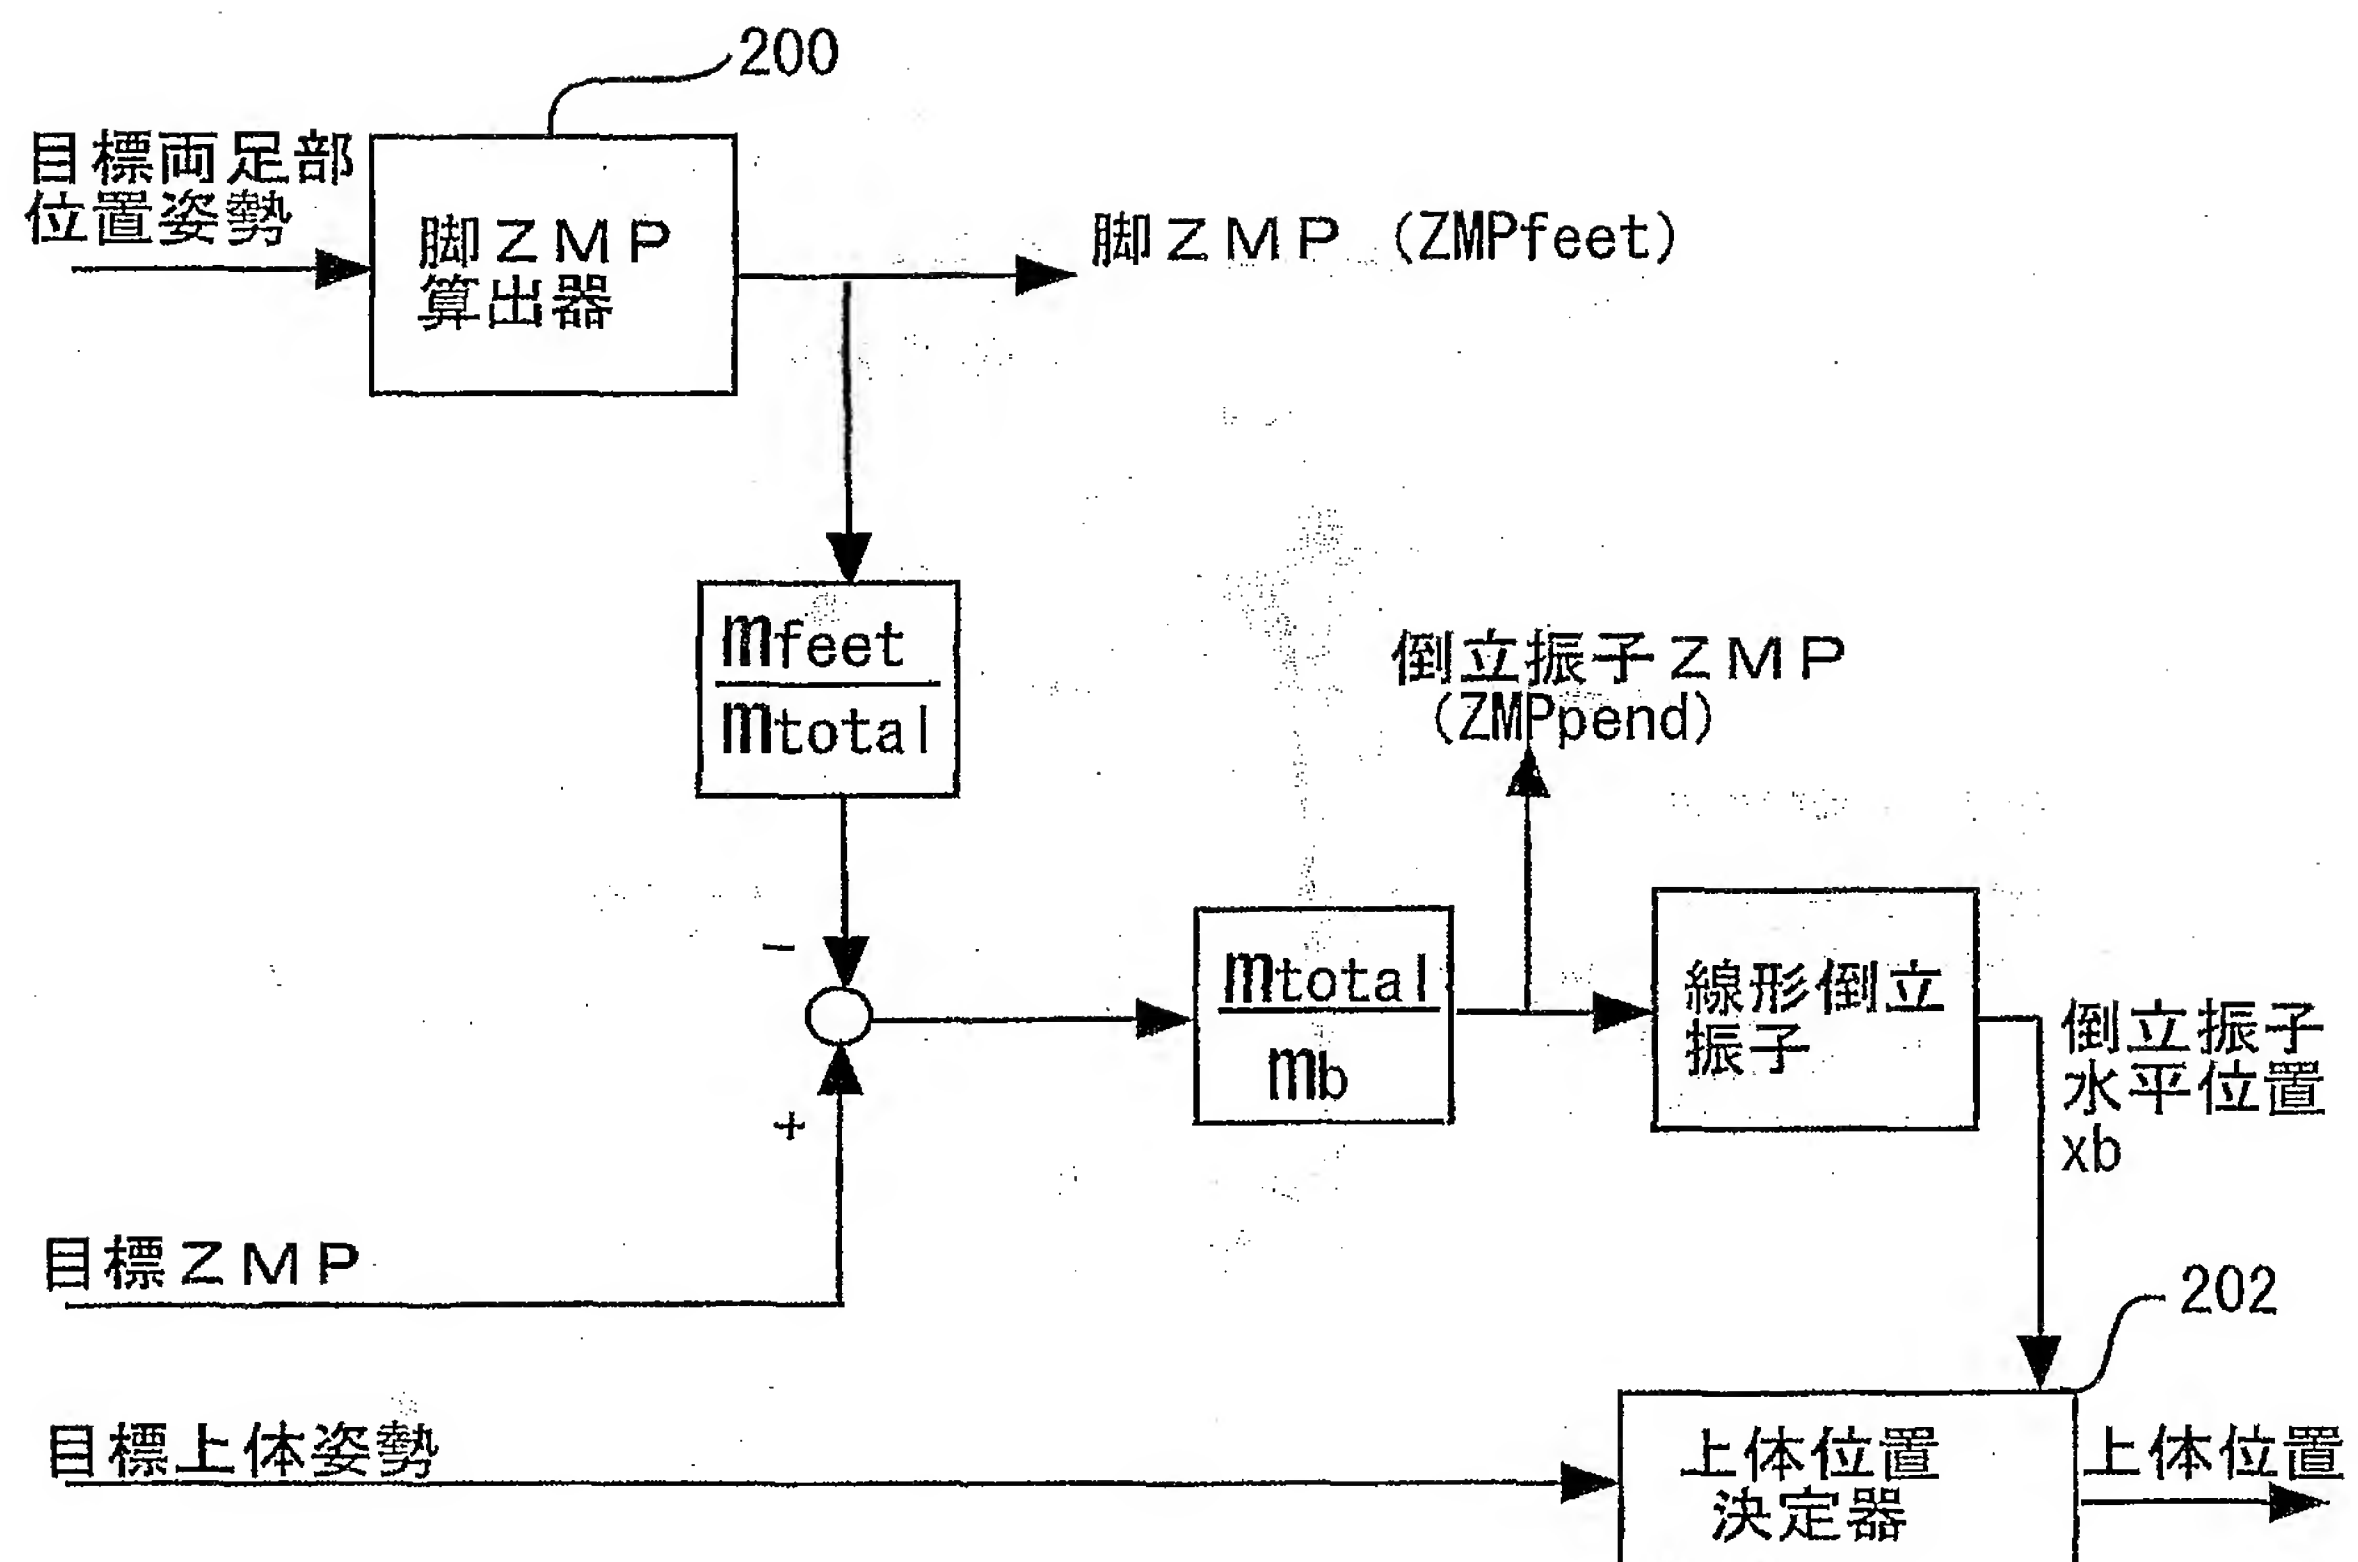 200
目標両足部
位置姿勢
脚ZMP
算出器
脚ZMP (ZMPfeet)
mfeet
mtotal
倒立振子ZMP
(ZMPpend)
−
+
mtotal
mb
線形倒立
振子
倒立振子
水平位置
xb
目標ZMP
202
目標上体姿勢
上体位置
決定器
上体位置